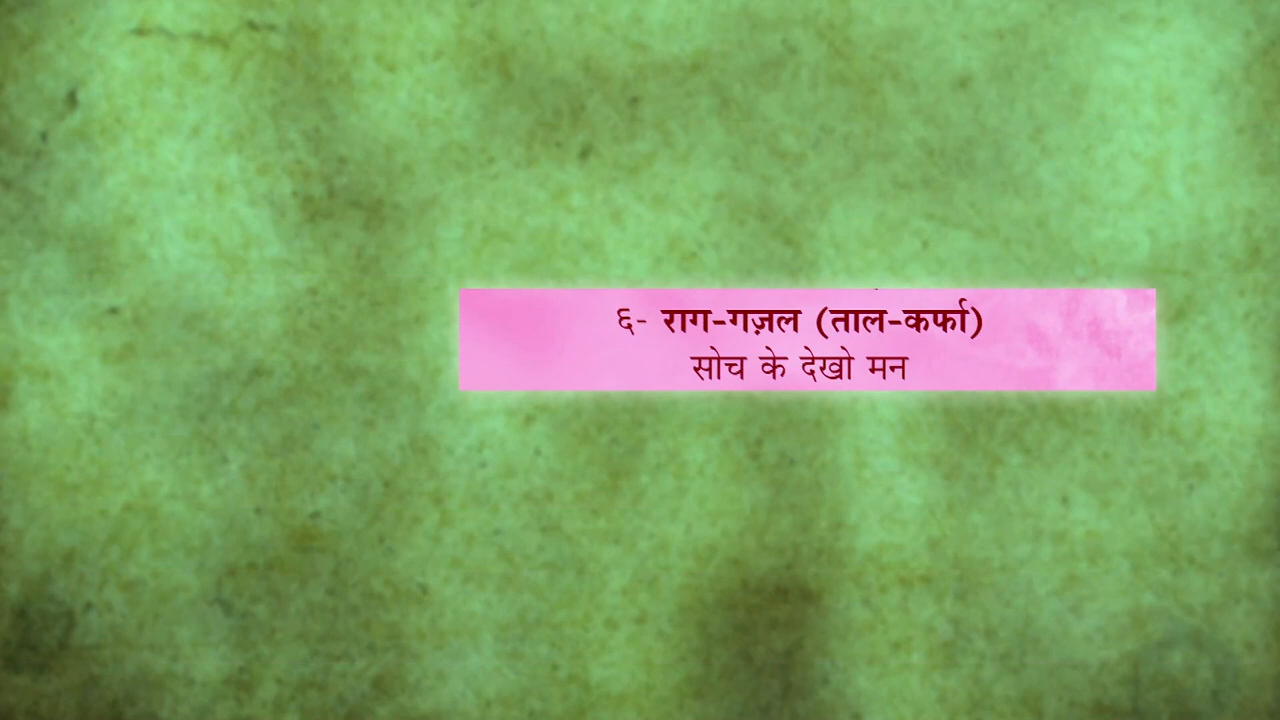 ६- राग-गज़ल (ताल-कर्फा)
सोच के देखो मन